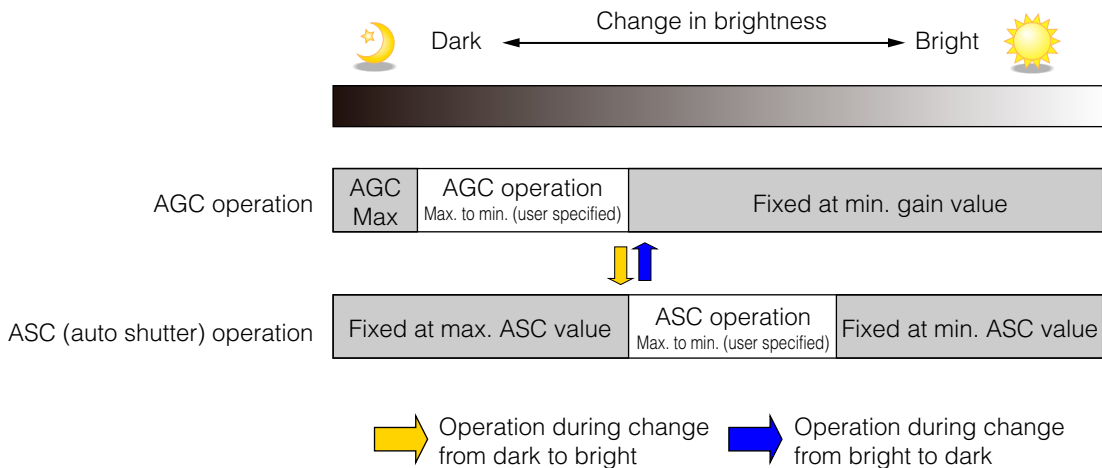 Change in brightness
Dark
Bright
AGC operation
AGC
Max
AGC operation
Max. to min. (user specified)
Fixed at min. gain value
ASC (auto shutter) operation
Fixed at max. ASC value
ASC operation
Max. to min. (user specified)
Fixed at min. ASC value
Operation during change
from dark to bright
Operation during change
from bright to dark